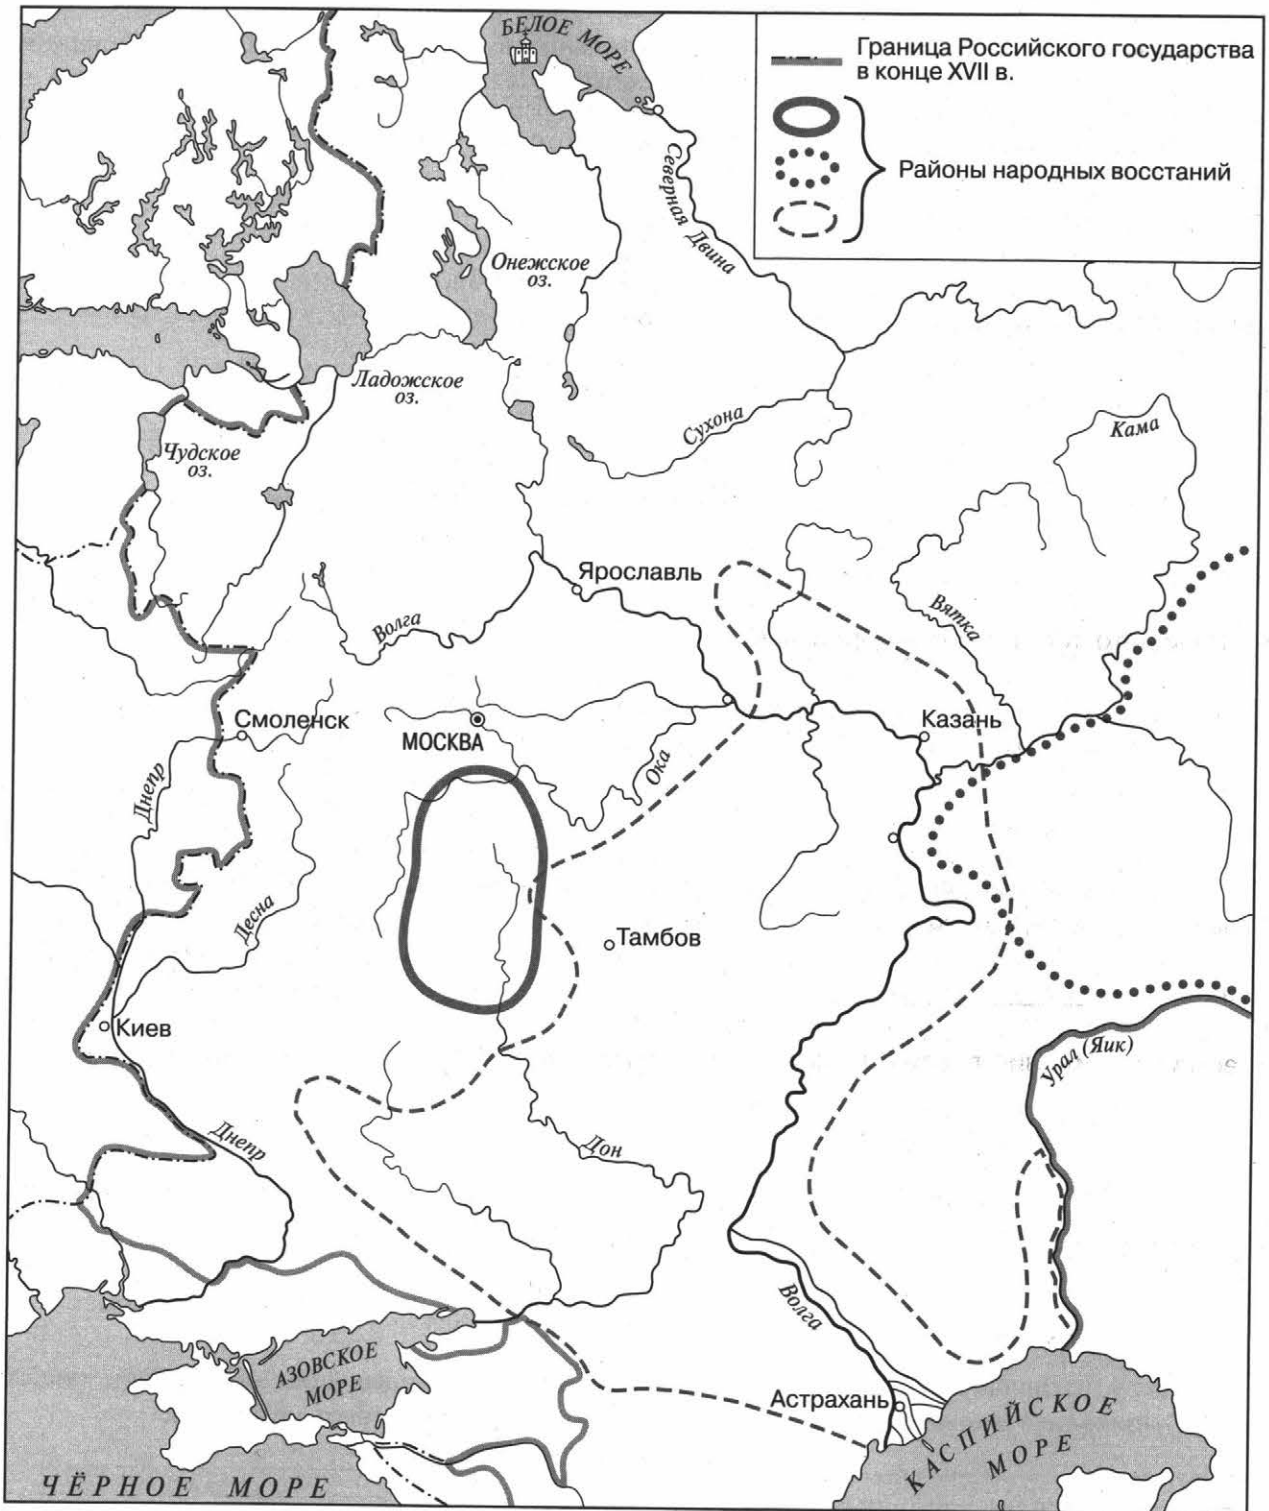 БЕЛОЕ МОРЕ
Граница Российского государства
в конце XVII в.
Районы народных восстаний
Северная Двина
Онежское
оз.
Ладожское
оз.
Сухона
Кама
Чудское
оз.
Ярославль
Волга
Вятка
Смоленск
МОСКВА
Казань
Ока
Днепр
Десна
Тамбов
Киев
Урал (Яик)
Днепр
Дон
Волга
АЗОВСКОЕ
МОРЕ
Астрахань
КАСПИЙСКОЕ
МОРЕ
ЧЁРНОЕ МОРЕ